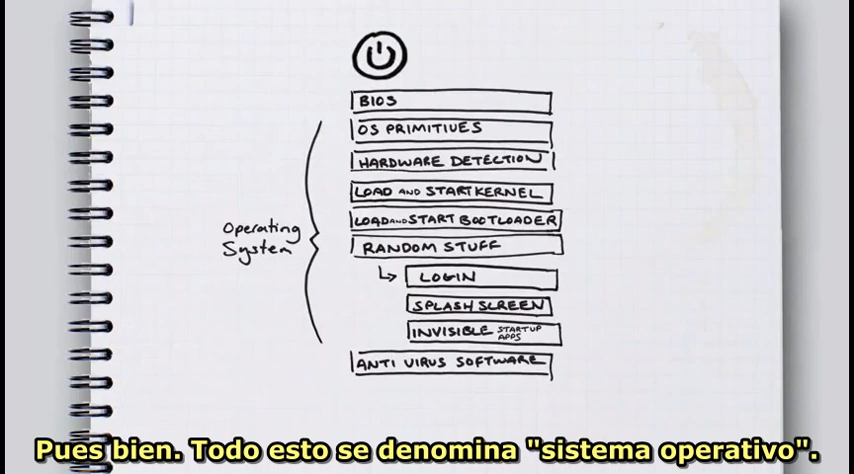 BIOS
OS PRIMITIVES
HARDWARE DETECTION
LOAD AND START KERNEL
LOAD AND START BOOTLOADER
Operating
System
RANDOM STUFF
LOGIN
SPLASH SCREEN
INVISIBLE STARTUP APPS
ANTI VIRUS SOFTWARE
Pues bien. Todo esto se denomina "sistema operativo".